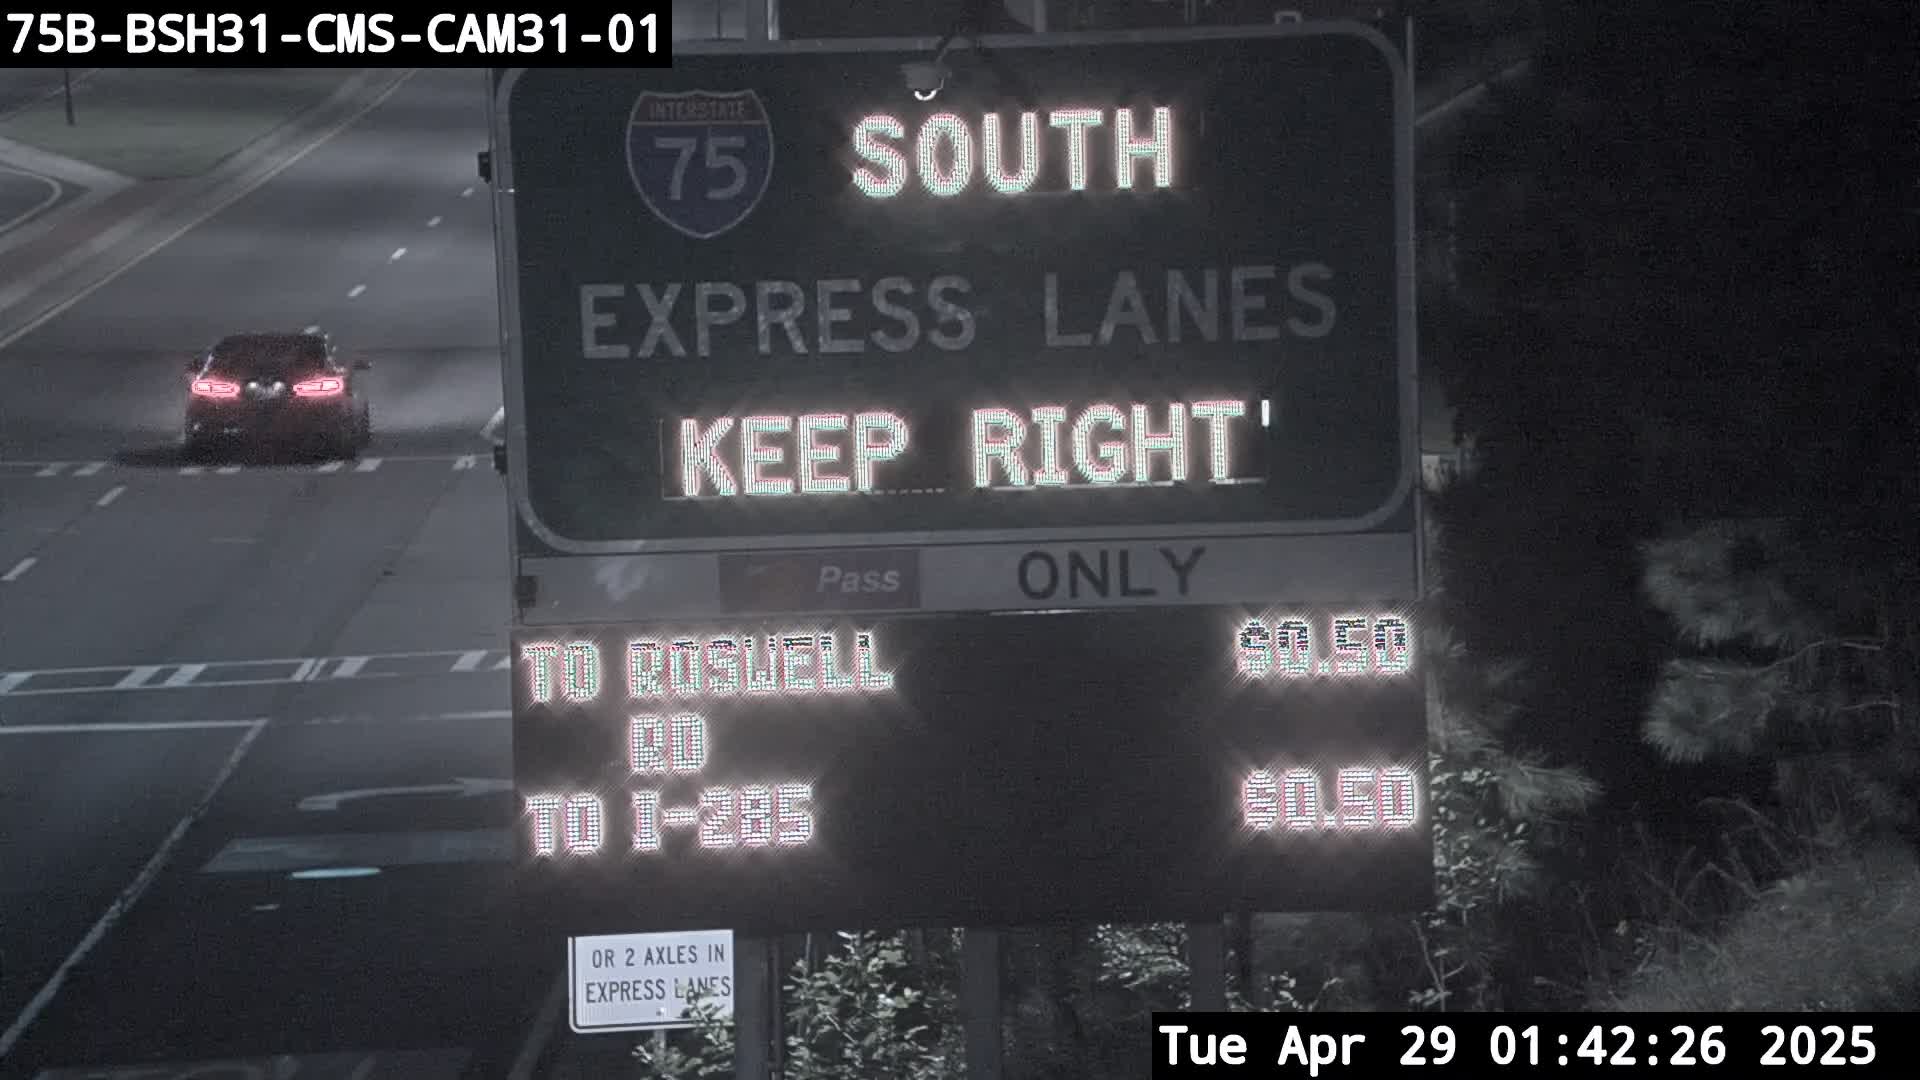 75B-BSH31-CMS-CAM31-01
INTERSTATE
75
SOUTH
EXPRESS LANES
KEEP RIGHT
Pass ONLY
TO ROSWELL $0.50
RD
TO I-285 $0.50
OR 2 AXLES IN
EXPRESS LANES
Tue Apr 29 01:42:26 2025